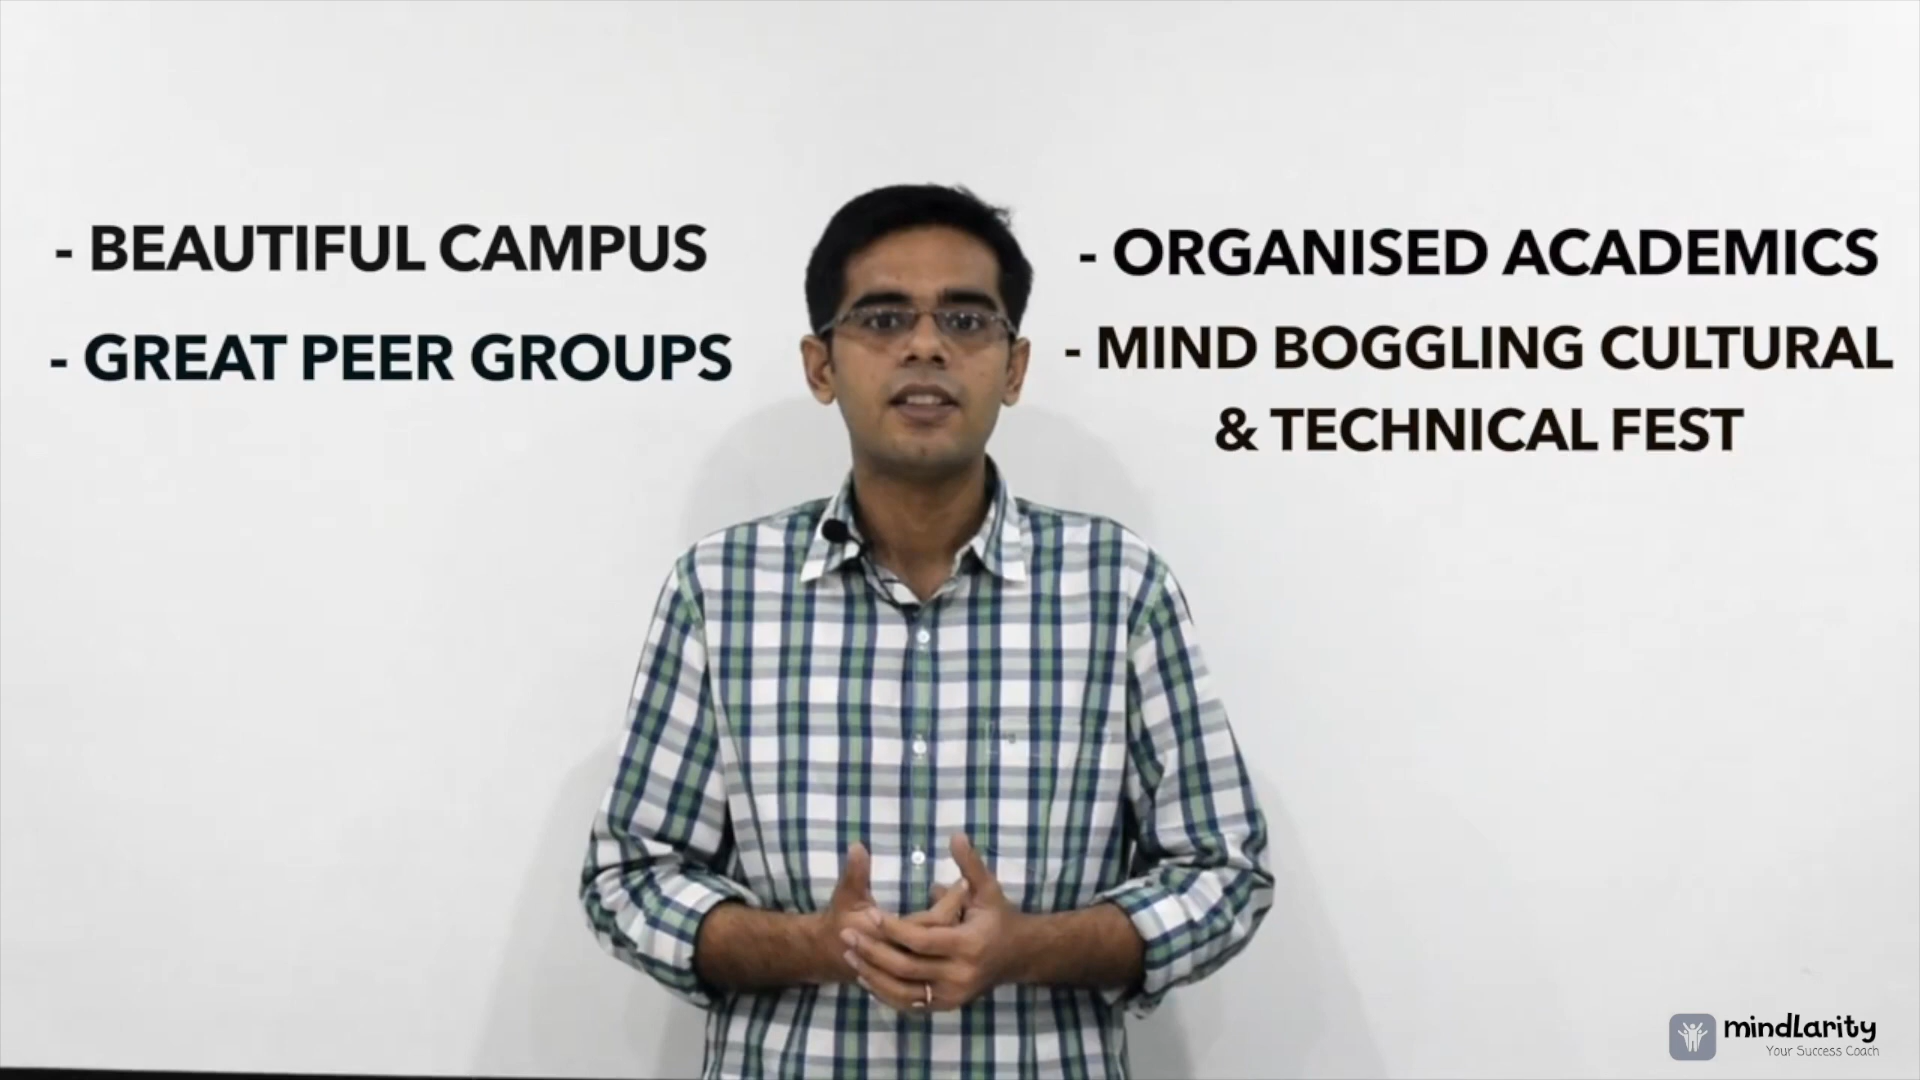 - BEAUTIFUL CAMPUS
- GREAT PEER GROUPS
- ORGANISED ACADEMICS
- MIND BOGGLING CULTURAL
& TECHNICAL FEST
mindlarity
Your Success Coach